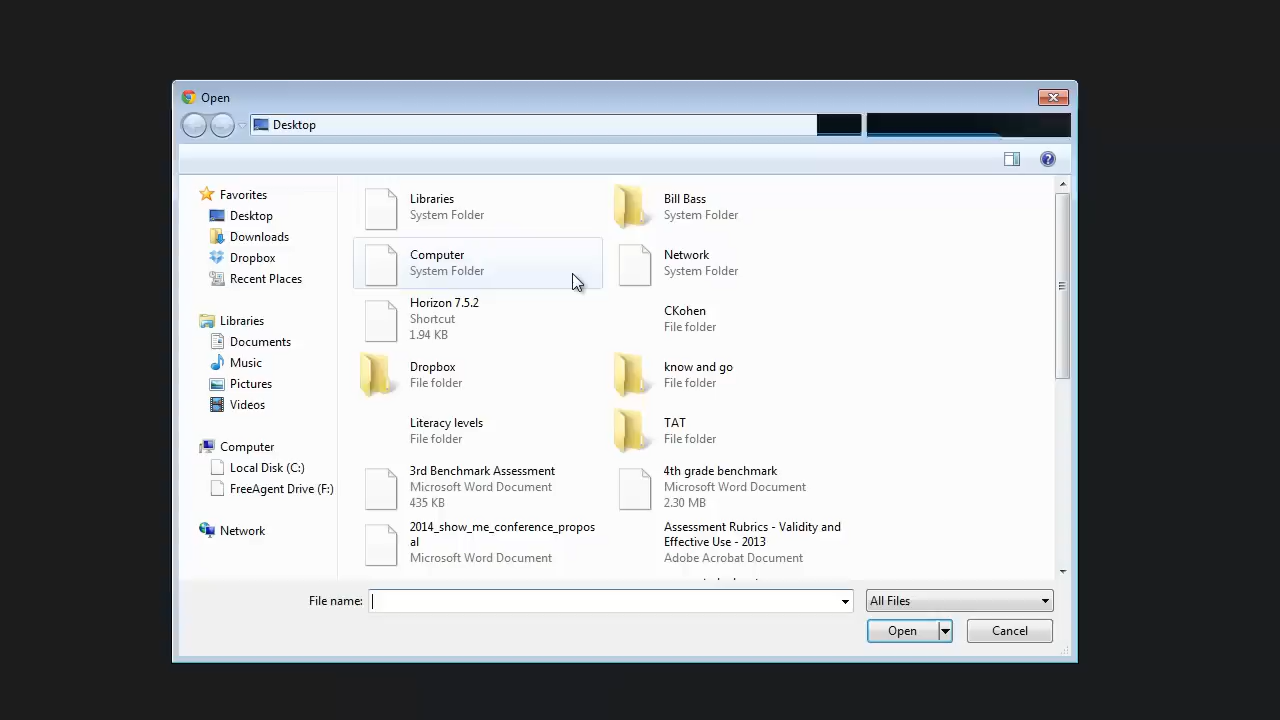 Open
Desktop
Favorites
Desktop
Downloads
Dropbox
Recent Places
Libraries
Documents
Music
Pictures
Videos
Computer
Local Disk (C:)
FreeAgent Drive (F:)
Network
Libraries
System Folder
Bill Bass
System Folder
Computer
System Folder
Network
System Folder
Horizon 7.5.2
Shortcut
1.94 KB
CKohen
File folder
Dropbox
File folder
know and go
File folder
Literacy levels
File folder
TAT
File folder
3rd Benchmark Assessment
Microsoft Word Document
435 KB
4th grade benchmark
Microsoft Word Document
2.30 MB
2014_show_me_conference_propos
al
Microsoft Word Document
Assessment Rubrics - Validity and
Effective Use - 2013
Adobe Acrobat Document
File name:
All Files
Open
Cancel